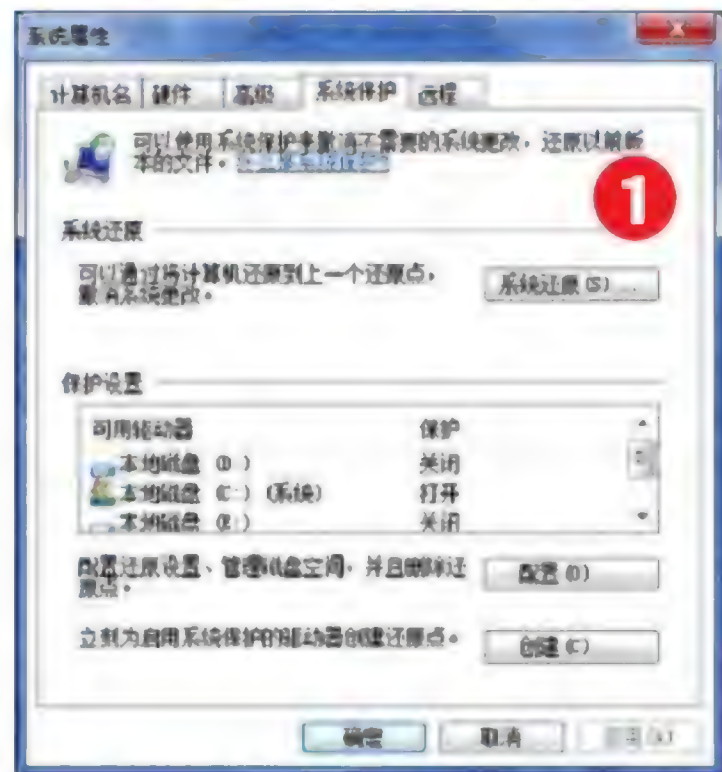 系统属性
计算机名 硬件 高级 系统保护 远程
可以使用系统保护来撤消不需要的系统更改，还原以前版
本的文件。
1
系统还原
可以通过将计算机还原到上一个还原点，
撤消系统更改。
系统还原(S)...
保护设置
可用驱动器 保护
本地磁盘 关闭
本地磁盘 (C:) (系统) 打开
本地磁盘 (E:) 关闭
配置还原设置、管理磁盘空间，并且删除还
原点。
配置(O)
立刻为启用系统保护的驱动器创建还原点。
创建(C)
确定 取消